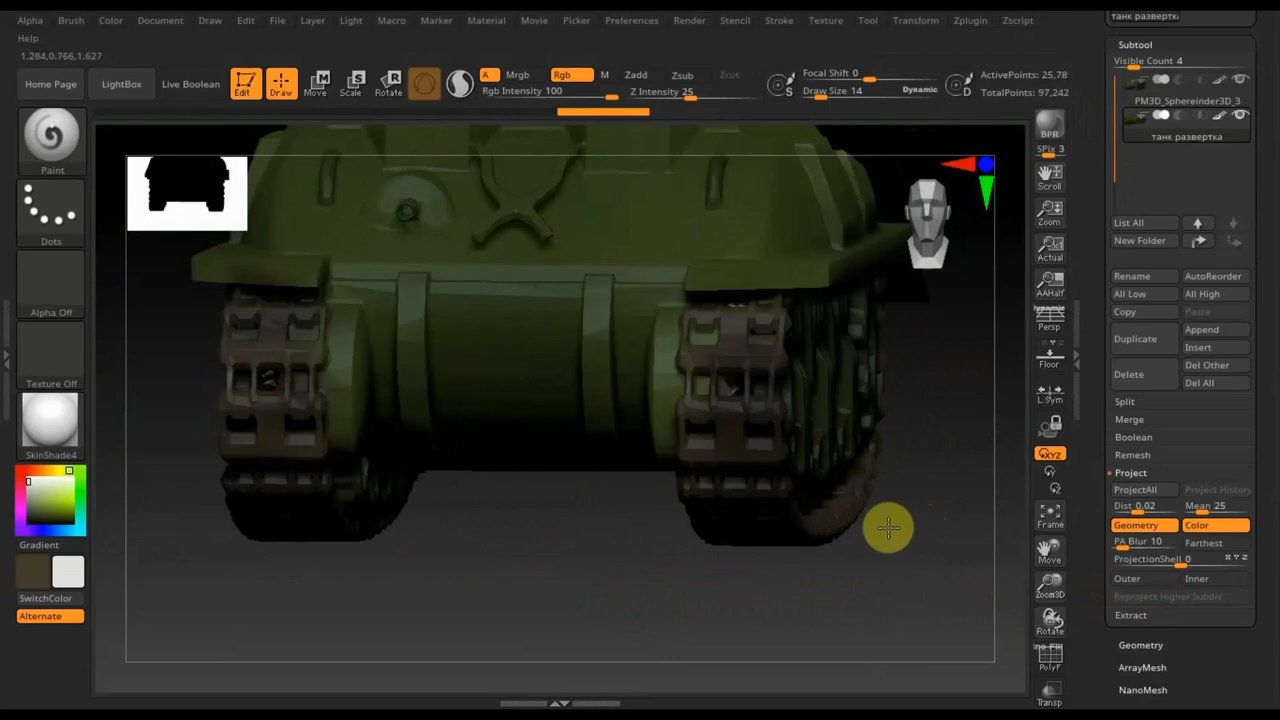 Alpha Brush Color Document Draw Edit File Layer Light Macro Marker Material Movie Picker Preferences Render Stencil Stroke Texture Tool Transform Zplugin Zscript
Help
1.284,0.766,1.627
Home Page
LightBox
Live Boolean
Edit
Draw
Move
Scale
Rotate
A Mrgb Rgb M Zadd Zsub Zcut
Rgb Intensity 100
Z Intensity 25
Focal Shift 0
Draw Size 14 Dynamic
S
D
ActivePoints: 25,78
TotalPoints: 97,242
Paint
Dots
Alpha Off
Texture Off
SkinShade4
Gradient
SwitchColor
Alternate
BPR
SPix 3
Scroll
Zoom
Actual
AAHalf
Dynamic
Persp
Floor
L.Sym
XYZ
Y
Z
Frame
Move
Zoom3D
Rotate
PolyF
Transp
танк развертка
Subtool
Visible Count 4
PM3D_Sphereinder3D_3
танк развертка
List All
New Folder
Rename AutoReorder
All Low All High
Copy Paste
Duplicate
Append
Insert
Delete
Del Other
Del All
Split
Merge
Boolean
Remesh
Project
ProjectAll Project History
Dist 0.02 Mean 25
Geometry Color
PA Blur 10 Farthest
ProjectionShell 0
Outer Inner
Reproject Higher Subdiv
Extract
Geometry
ArrayMesh
NanoMesh